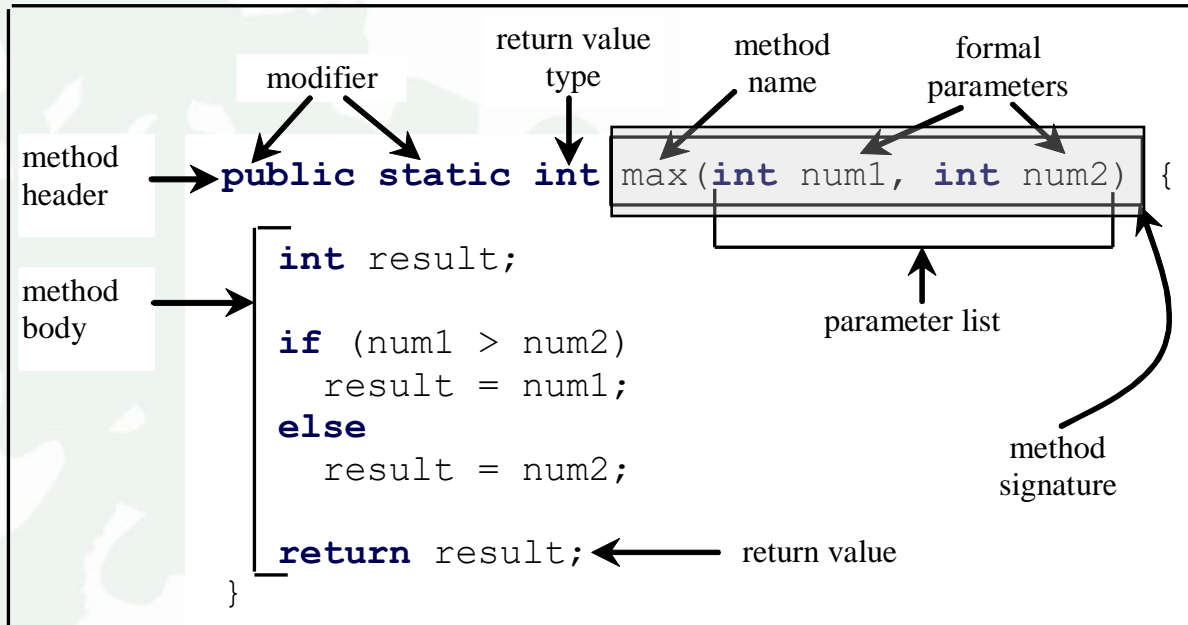 return value
type
method
name
formal
parameters
modifier
method
header
public static int max(int num1, int num2) {
method
body
int result;
if (num1 > num2)
result = num1;
else
result = num2;
return result;
}
parameter list
method
signature
return value